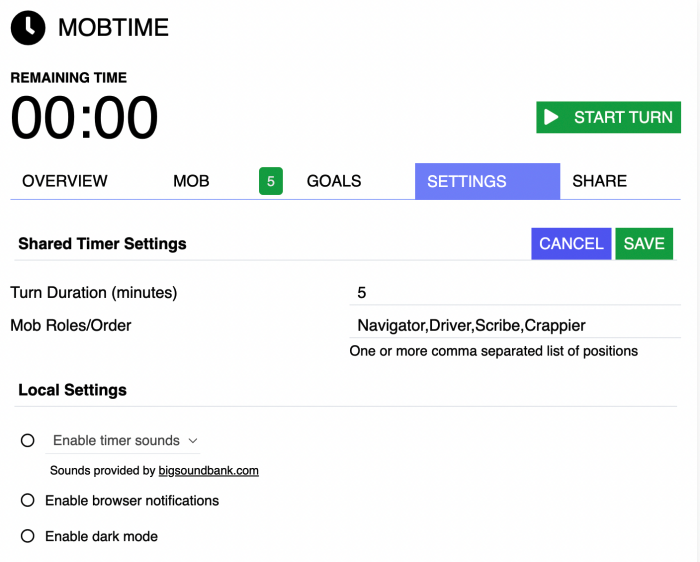 MOBTIME
REMAINING TIME
00:00
START TURN
OVERVIEW MOB 5 GOALS SETTINGS SHARE
Shared Timer Settings CANCEL SAVE
Turn Duration (minutes) 5
Mob Roles/Order Navigator,Driver,Scribe,Crappier
One or more comma separated list of positions
Local Settings
Enable timer sounds
Sounds provided by bigsoundbank.com
Enable browser notifications
Enable dark mode